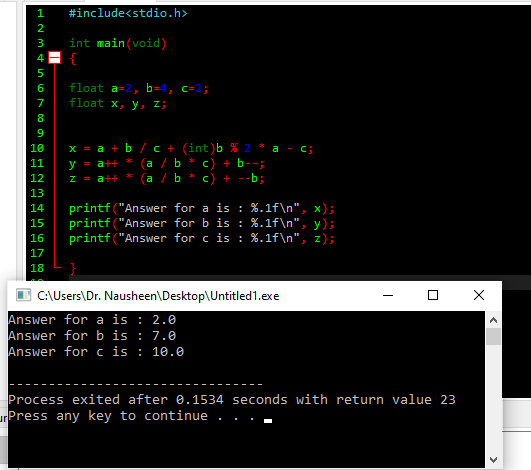 1 #include<stdio.h>
2
3 int main(void)
4 {
5
6 float a=2, b=4, c=2;
7 float x, y, z;
8
9
10 x = a + b / c + (int)b % 2 * a - c;
11 y = a++ * (a / b * c) + b--;
12 z = a++ * (a / b * c) + --b;
13
14 printf("Answer for a is : %.1f\n", x);
15 printf("Answer for b is : %.1f\n", y);
16 printf("Answer for c is : %.1f\n", z);
17
18 }
C:\Users\Dr. Nausheen\Desktop\Untitled1.exe
Answer for a is : 2.0
Answer for b is : 7.0
Answer for c is : 10.0
--------------------------------
Process exited after 0.1534 seconds with return value 23
Press any key to continue . . .